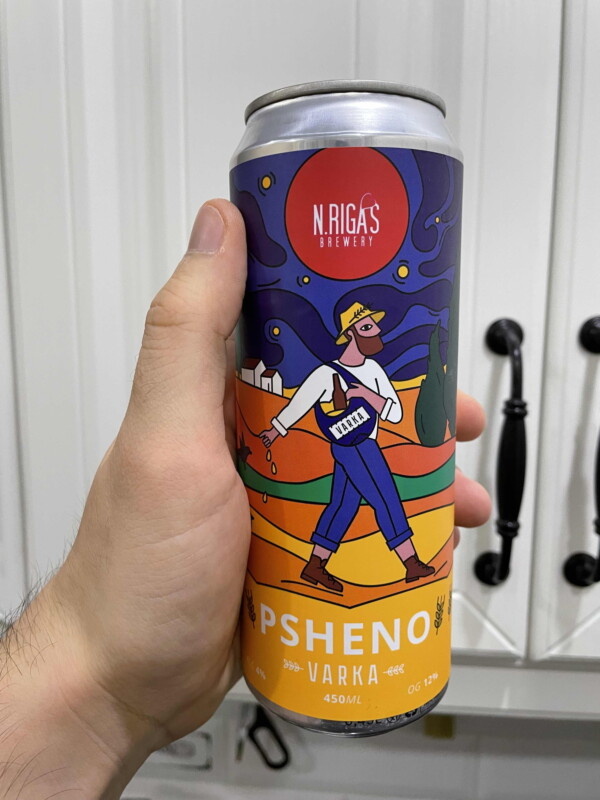 N.RIGA'S
BREWERY
VARKA
PSHENO
VARKA
450ML
OG 12%